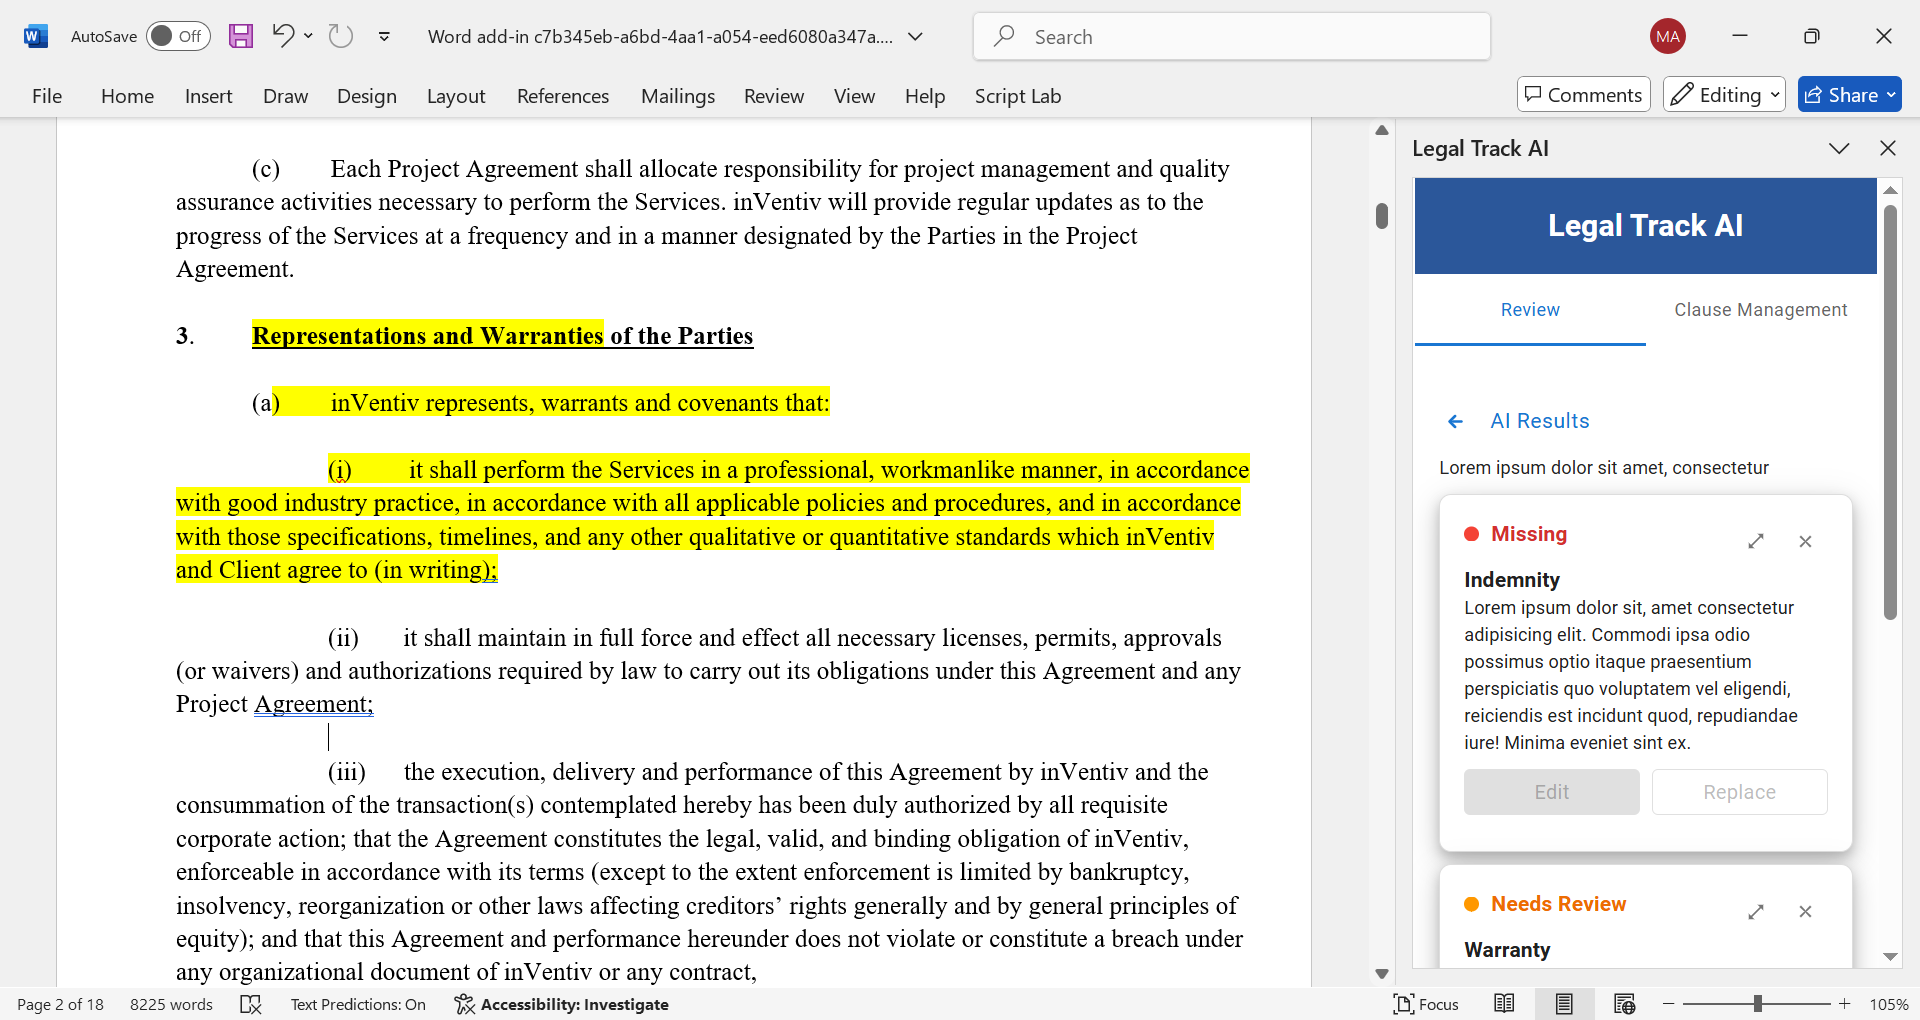 AutoSave Off Word add-in c7b345eb-a6bd-4aa1-a054-eed6080a347a.... Search MA
File Home Insert Draw Design Layout References Mailings Review View Help Script Lab Comments Editing Share
(c) Each Project Agreement shall allocate responsibility for project management and quality
assurance activities necessary to perform the Services. inVentiv will provide regular updates as to the
progress of the Services at a frequency and in a manner designated by the Parties in the Project
Agreement.
3. Representations and Warranties of the Parties
(a) inVentiv represents, warrants and covenants that:
(i) it shall perform the Services in a professional, workmanlike manner, in accordance
with good industry practice, in accordance with all applicable policies and procedures, and in accordance
with those specifications, timelines, and any other qualitative or quantitative standards which inVentiv
and Client agree to (in writing);
(ii) it shall maintain in full force and effect all necessary licenses, permits, approvals
(or waivers) and authorizations required by law to carry out its obligations under this Agreement and any
Project Agreement;
(iii) the execution, delivery and performance of this Agreement by inVentiv and the
consummation of the transaction(s) contemplated hereby has been duly authorized by all requisite
corporate action; that the Agreement constitutes the legal, valid, and binding obligation of inVentiv,
enforceable in accordance with its terms (except to the extent enforcement is limited by bankruptcy,
insolvency, reorganization or other laws affecting creditors’ rights generally and by general principles of
equity); and that this Agreement and performance hereunder does not violate or constitute a breach under
any organizational document of inVentiv or any contract,
Legal Track AI
Legal Track AI
Review Clause Management
AI Results
Lorem ipsum dolor sit amet, consectetur
Missing
Indemnity
Lorem ipsum dolor sit, amet consectetur
adipisicing elit. Commodi ipsa odio
possimus optio itaque praesentium
perspiciatis quo voluptatem vel eligendi,
reiciendis est incidunt quod, repudiandae
iure! Minima eveniet sint ex.
Edit Replace
Needs Review
Warranty
Page 2 of 18 8225 words Text Predictions: On Accessibility: Investigate Focus 105%